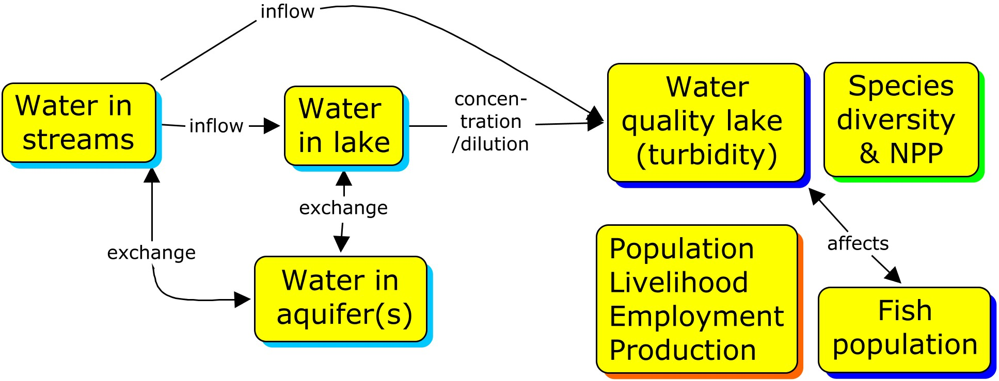 inflow
Water in
streams
inflow
Water
in lake
concen-
tration
/dilution
Water
quality lake
(turbidity)
Species
diversity
& NPP
exchange
exchange
Water in
aquifer(s)
Population
Livelihood
Employment
Production
affects
Fish
population